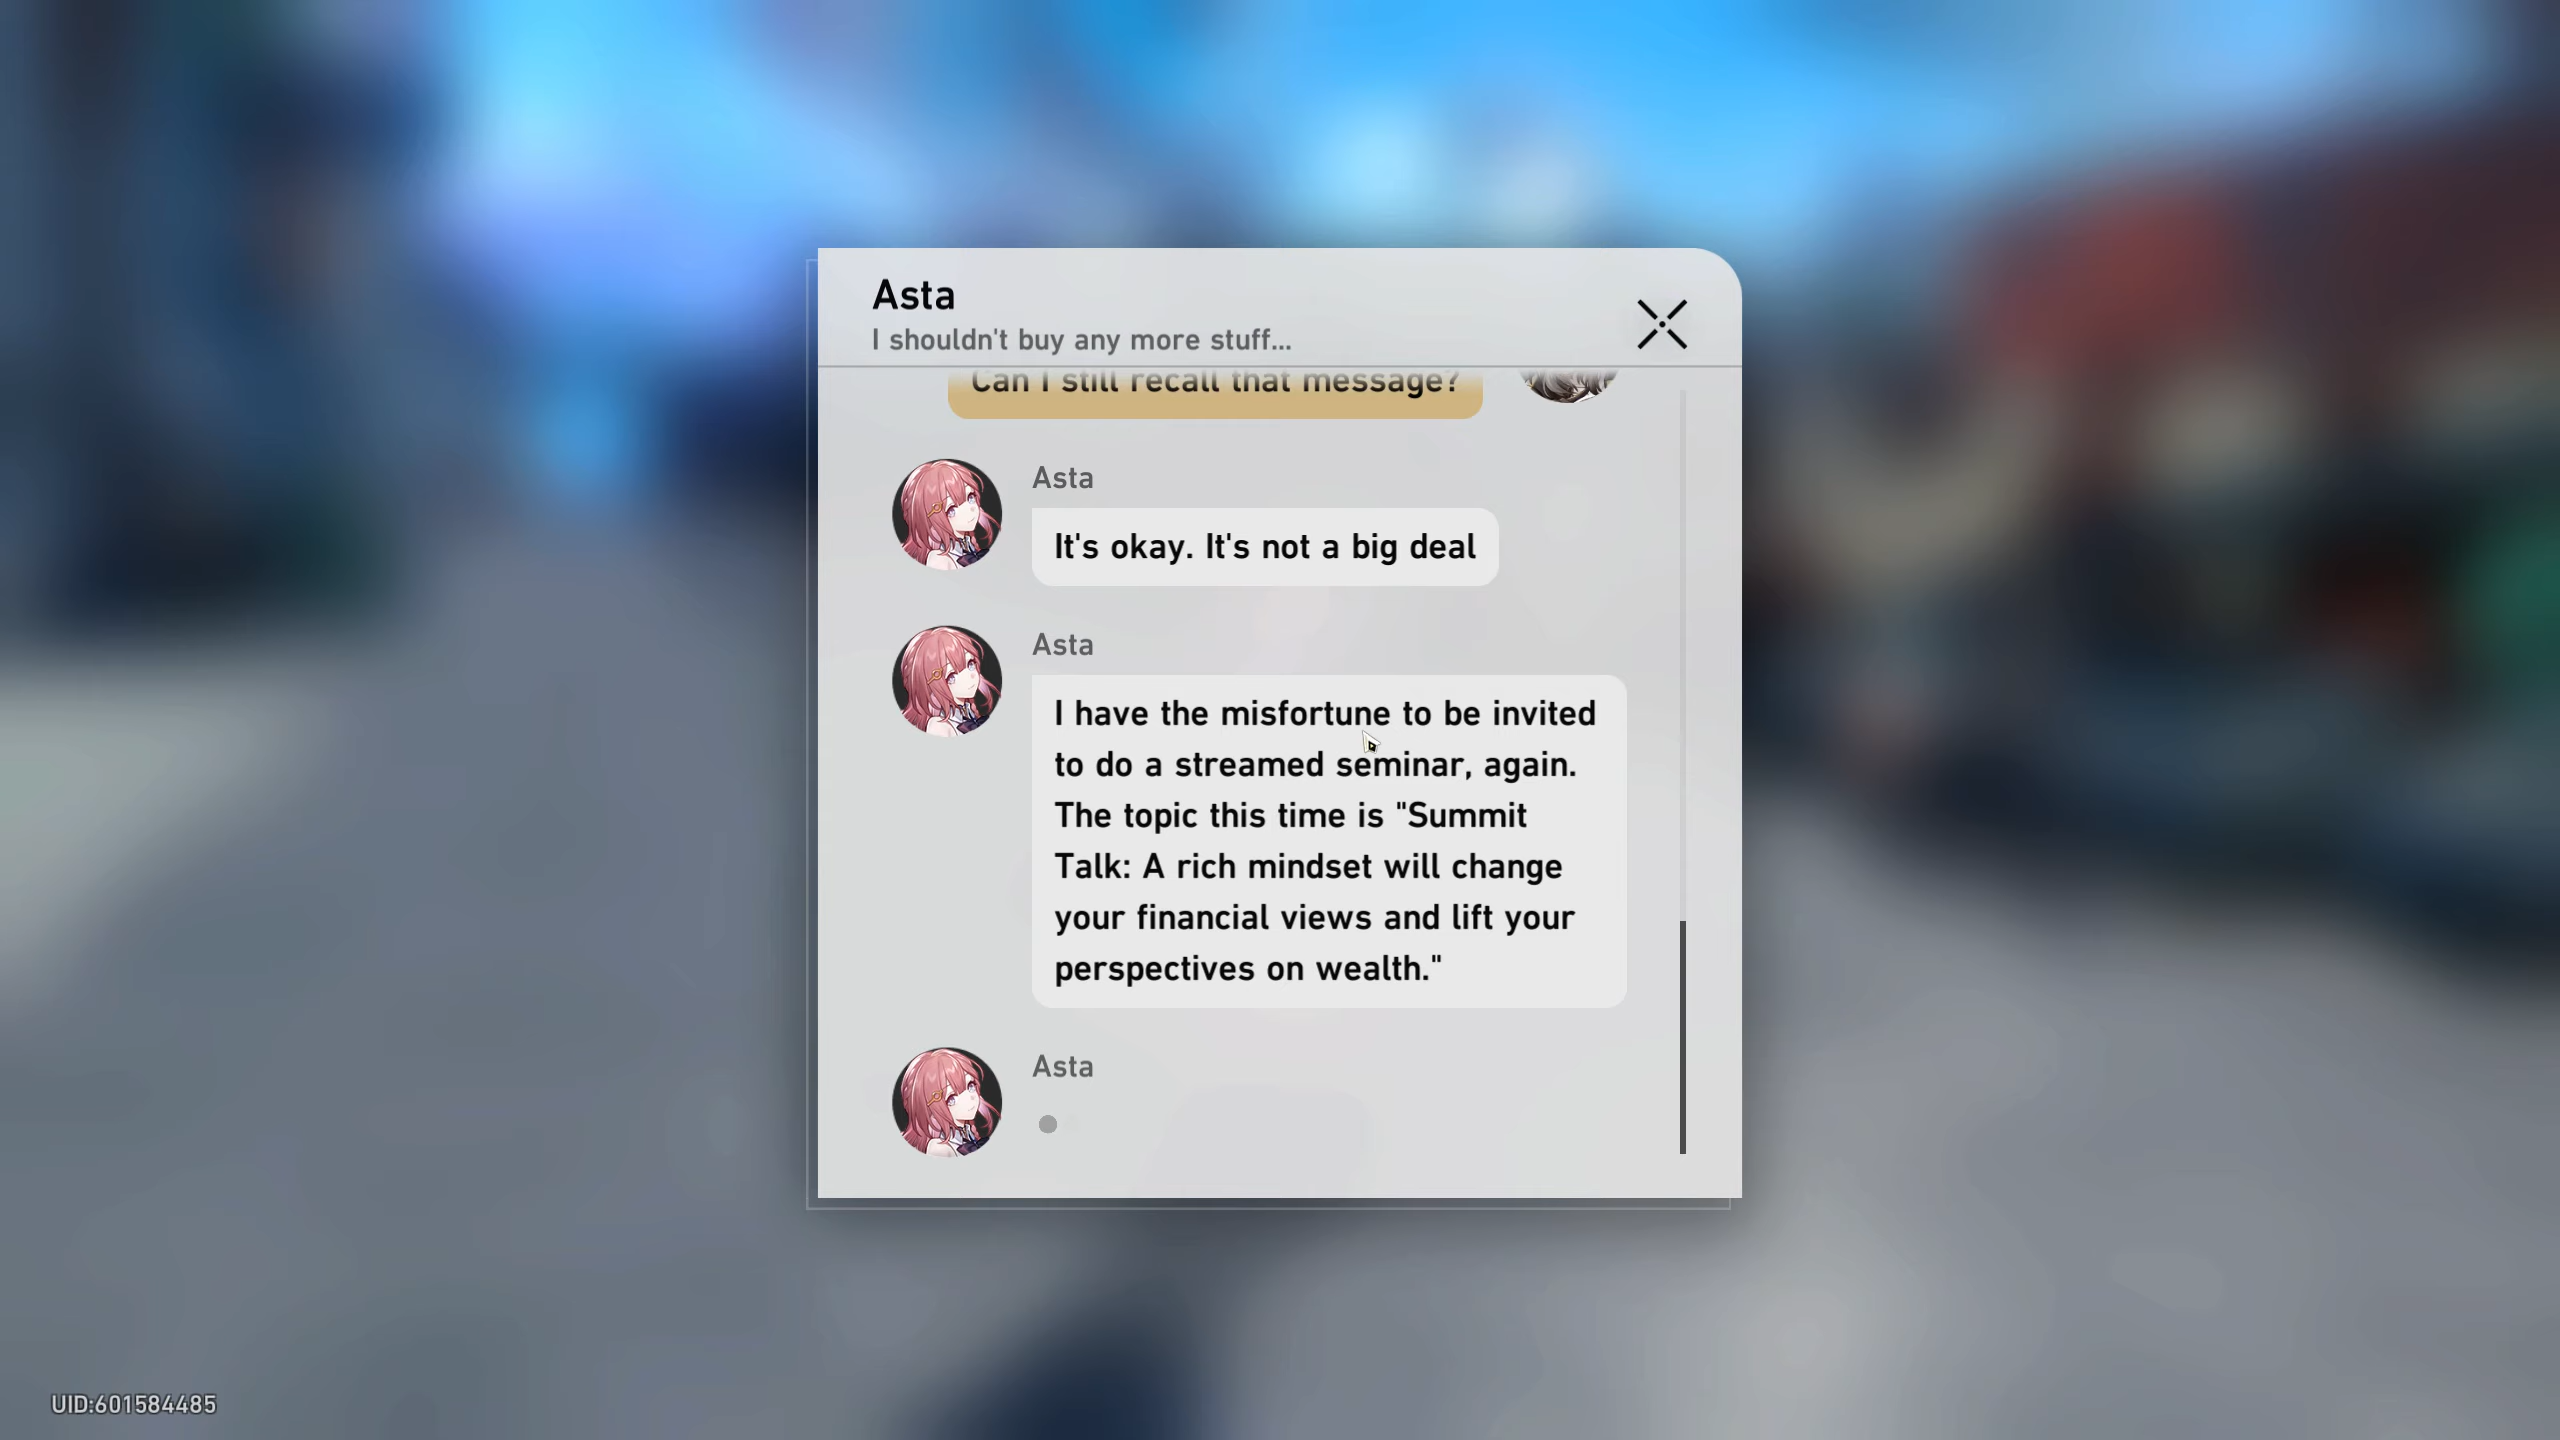 Asta
I shouldn't buy any more stuff...
Can I still recall that message?
Asta
It's okay. It's not a big deal
Asta
I have the misfortune to be invited
to do a streamed seminar, again.
The topic this time is "Summit
Talk: A rich mindset will change
your financial views and lift your
perspectives on wealth."
Asta
UID:601584485